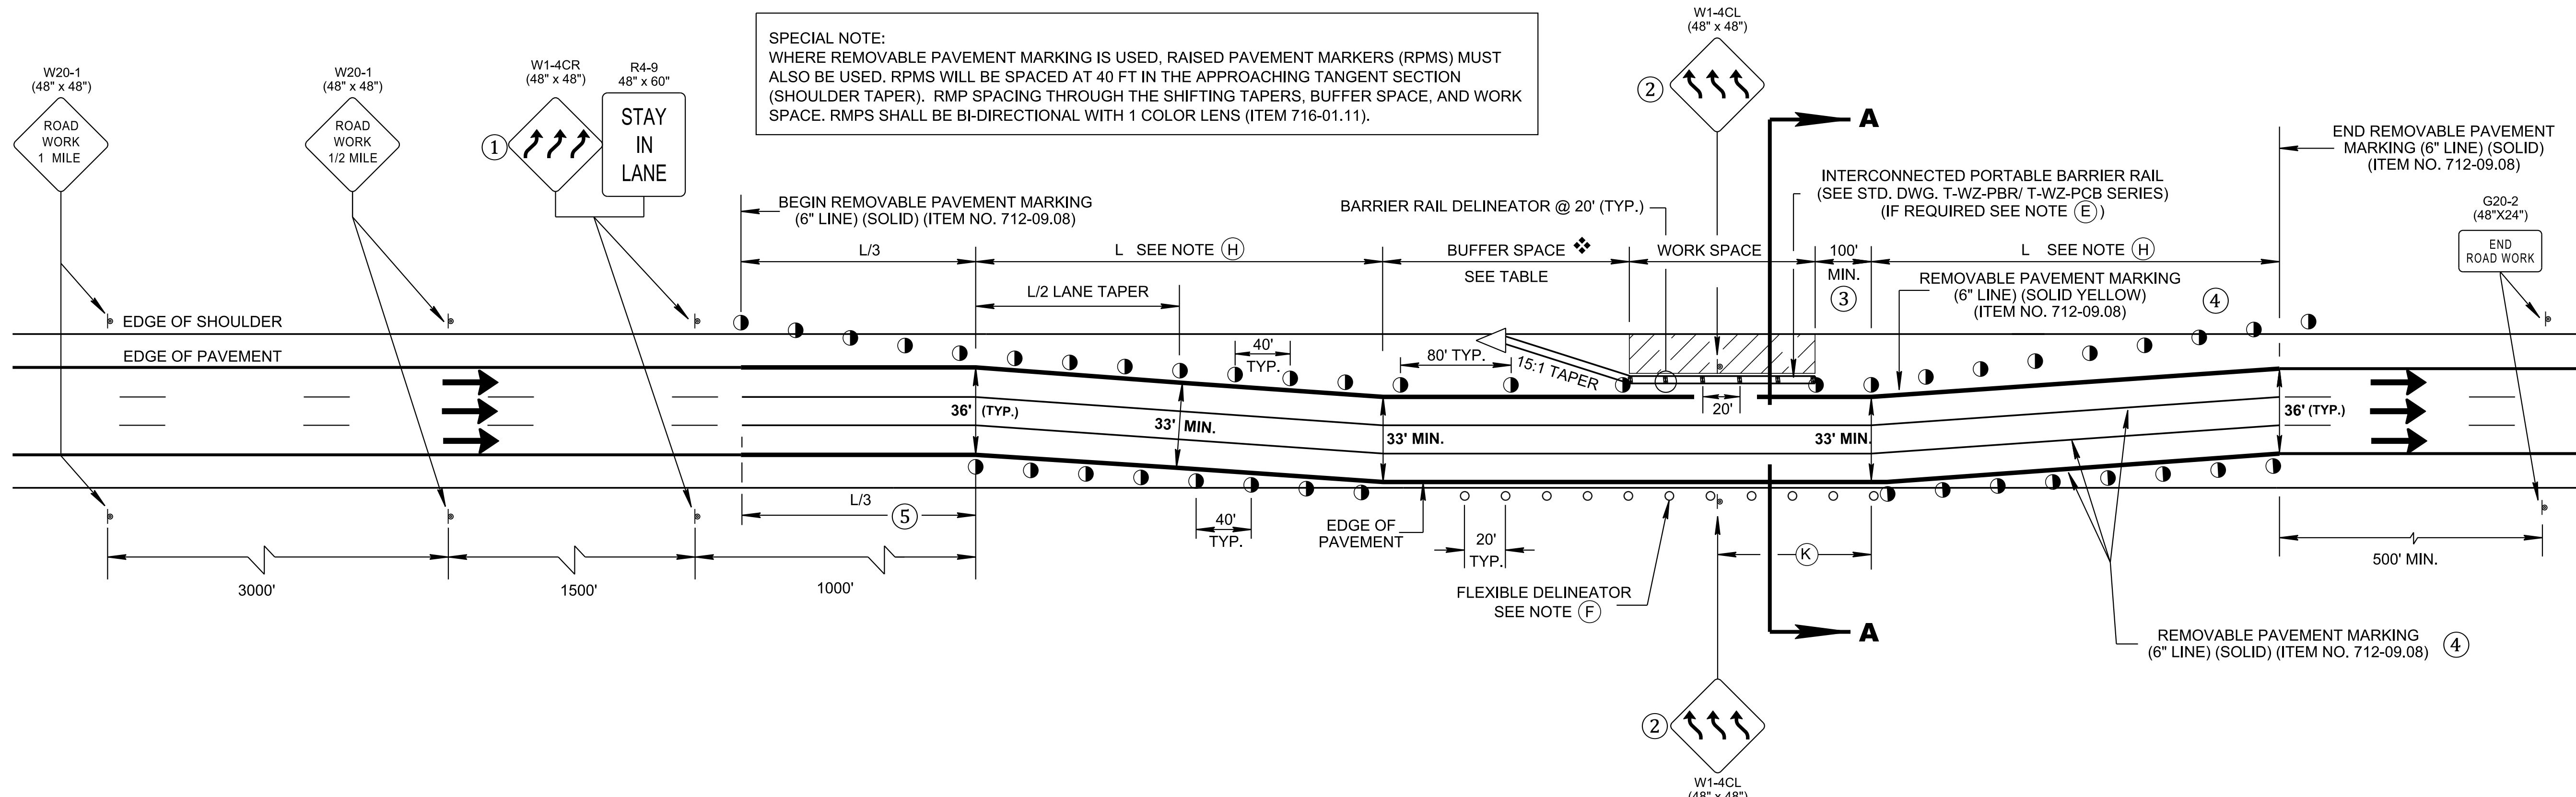 W20-1
(48" x 48")
ROAD
WORK
1 MILE
W20-1
(48" x 48")
ROAD
WORK
1/2 MILE
W1-4CR
(48" x 48")
1
R4-9
48" x 60"
STAY
IN
LANE
SPECIAL NOTE:
WHERE REMOVABLE PAVEMENT MARKING IS USED, RAISED PAVEMENT MARKERS (RPMS) MUST
ALSO BE USED. RPMS WILL BE SPACED AT 40 FT IN THE APPROACHING TANGENT SECTION
(SHOULDER TAPER). RMP SPACING THROUGH THE SHIFTING TAPERS, BUFFER SPACE, AND WORK
SPACE. RMPS SHALL BE BI-DIRECTIONAL WITH 1 COLOR LENS (ITEM 716-01.11).
W1-4CL
(48" x 48")
2
A
END REMOVABLE PAVEMENT
MARKING (6" LINE) (SOLID)
(ITEM NO. 712-09.08)
INTERCONNECTED PORTABLE BARRIER RAIL
(SEE STD. DWG. T-WZ-PBR/ T-WZ-PCB SERIES)
(IF REQUIRED SEE NOTE E )
BEGIN REMOVABLE PAVEMENT MARKING
(6" LINE) (SOLID) (ITEM NO. 712-09.08)
BARRIER RAIL DELINEATOR @ 20' (TYP.)
G20-2
(48"X24")
END
ROAD WORK
L/3
L SEE NOTE H
BUFFER SPACE ❖
SEE TABLE
WORK SPACE
100'
MIN.
3
L SEE NOTE H
L/2 LANE TAPER
REMOVABLE PAVEMENT MARKING
(6" LINE) (SOLID YELLOW)
(ITEM NO. 712-09.08)
4
EDGE OF SHOULDER
EDGE OF PAVEMENT
40'
TYP.
80' TYP.
15:1 TAPER
20'
36' (TYP.)
33' MIN.
33' MIN.
33' MIN.
36' (TYP.)
L/3
5
40'
TYP.
EDGE OF
PAVEMENT
20'
TYP.
K
3000'
1500'
1000'
500' MIN.
FLEXIBLE DELINEATOR
SEE NOTE F
A
REMOVABLE PAVEMENT MARKING
(6" LINE) (SOLID) (ITEM NO. 712-09.08)
4
2
W1-4CL
(48" x 48")